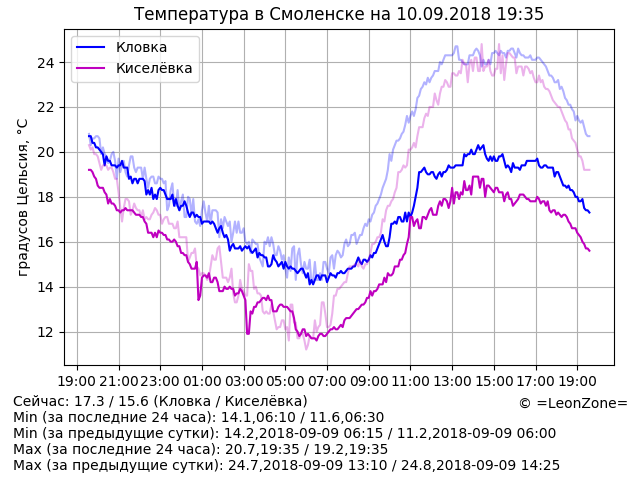 Температура в Смоленске на 10.09.2018 19:35
Кловка
Киселёвка
градусов Цельсия, °C
24
22
20
18
16
14
12
19:00 21:00 23:00 01:00 03:00 05:00 07:00 09:00 11:00 13:00 15:00 17:00 19:00
Сейчас: 17.3 / 15.6 (Кловка / Киселёвка)
© =LeonZone=
Min (за последние 24 часа): 14.1,06:10 / 11.6,06:30
Min (за предыдущие сутки): 14.2,2018-09-09 06:15 / 11.2,2018-09-09 06:00
Max (за последние 24 часа): 20.7,19:35 / 19.2,19:35
Max (за предыдущие сутки): 24.7,2018-09-09 13:10 / 24.8,2018-09-09 14:25